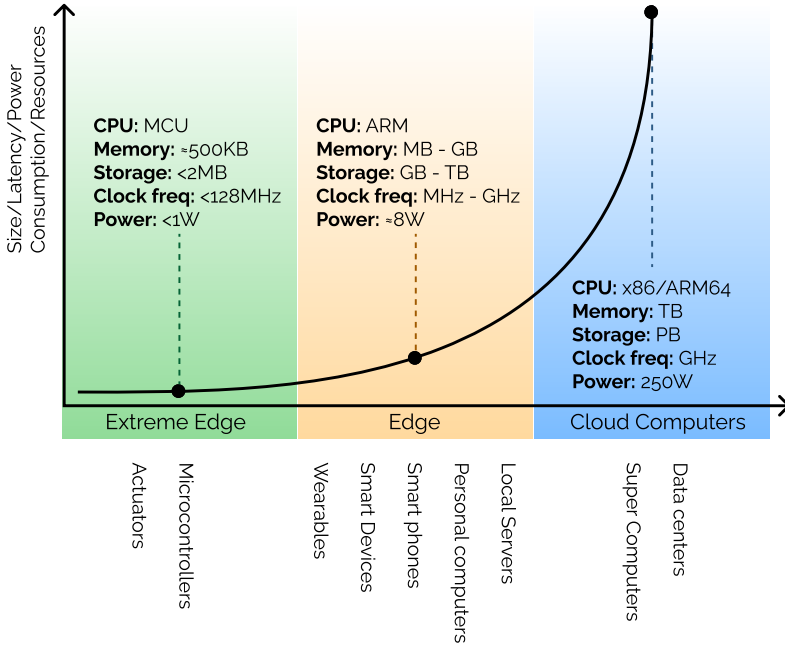 Size/Latency/Power
Consumption/Resources
CPU: MCU
Memory: ≈500KB
Storage: <2MB
Clock freq: <128MHz
Power: <1W
CPU: ARM
Memory: MB - GB
Storage: GB - TB
Clock freq: MHz - GHz
Power: ≈8W
CPU: x86/ARM64
Memory: TB
Storage: PB
Clock freq: GHz
Power: 250W
Extreme Edge
Edge
Cloud Computers
Actuators
Microcontrollers
Wearables
Smart Devices
Smart phones
Personal computers
Local Servers
Super Computers
Data centers